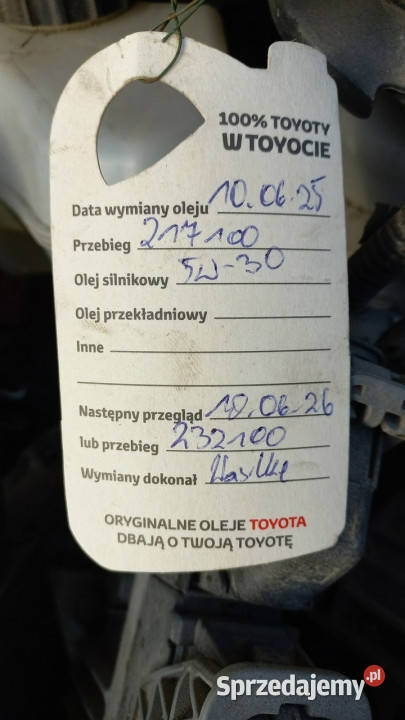 100% TOYOTY
W TOYOCIE
Data wymiany oleju 10.06.25
Przebieg 217100
Olej silnikowy 5W-30
Olej przekładniowy
Inne
Następny przegląd 10.06.26
lub przebieg 232100
Wymiany dokonał
ORYGINALNE OLEJE TOYOTA
DBAJĄ O TWOJĄ TOYOTĘ
Sprzedajemy.pl